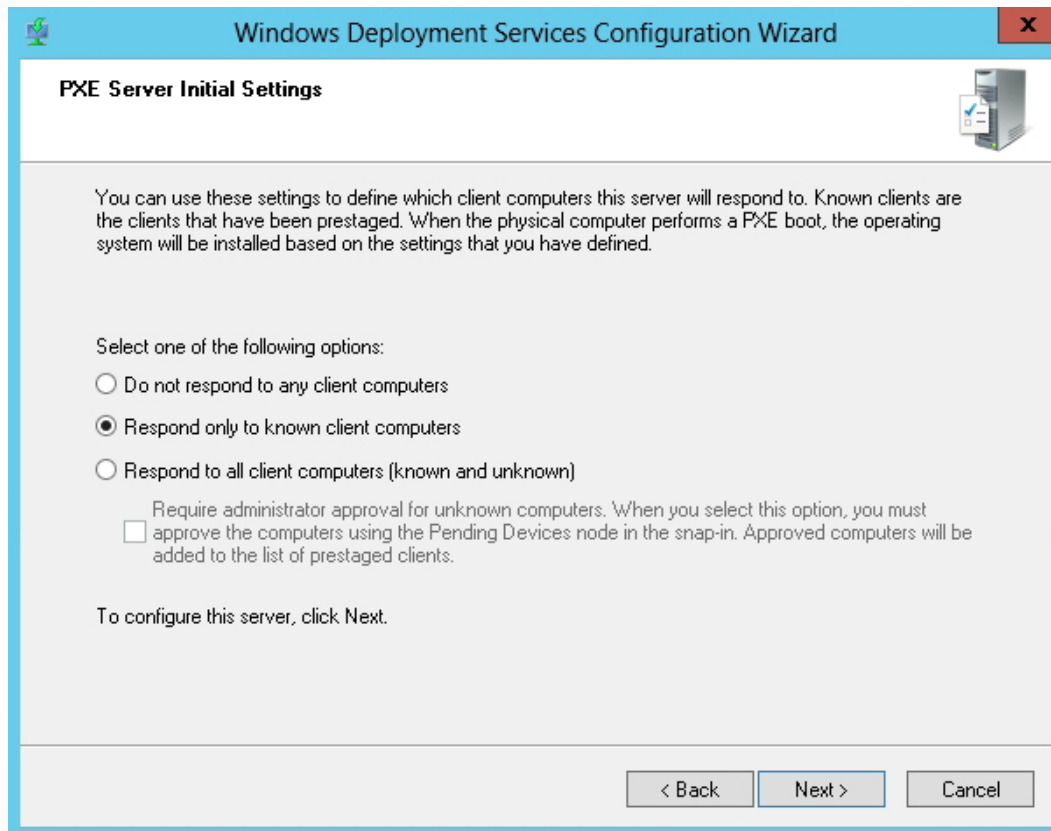 Windows Deployment Services Configuration Wizard
x
PXE Server Initial Settings
You can use these settings to define which client computers this server will respond to. Known clients are
the clients that have been prestaged. When the physical computer performs a PXE boot, the operating
system will be installed based on the settings that you have defined.
Select one of the following options:
Do not respond to any client computers
Respond only to known client computers
Respond to all client computers (known and unknown)
Require administrator approval for unknown computers. When you select this option, you must
approve the computers using the Pending Devices node in the snap-in. Approved computers will be
added to the list of prestaged clients.
To configure this server, click Next.
< Back Next > Cancel